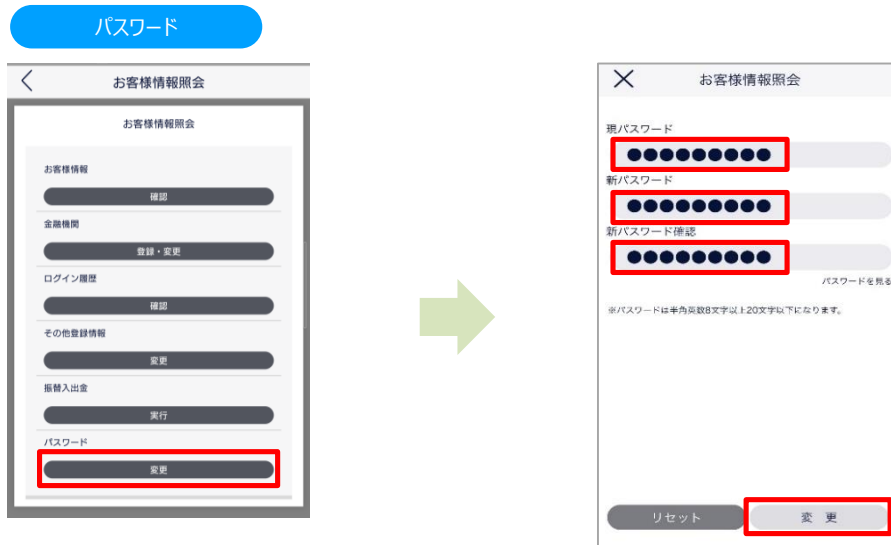 パスワード
お客様情報照会
お客様情報照会
お客様情報
確認
金融機関
登録・変更
ログイン履歴
確認
その他登録情報
変更
振替入出金
実行
パスワード
変更
お客様情報照会
現パスワード
●●●●●●●●●
新パスワード
●●●●●●●●●
新パスワード確認
●●●●●●●●●
パスワードを見る
※パスワードは半角英数8文字以上20文字以下になります。
リセット
変 更